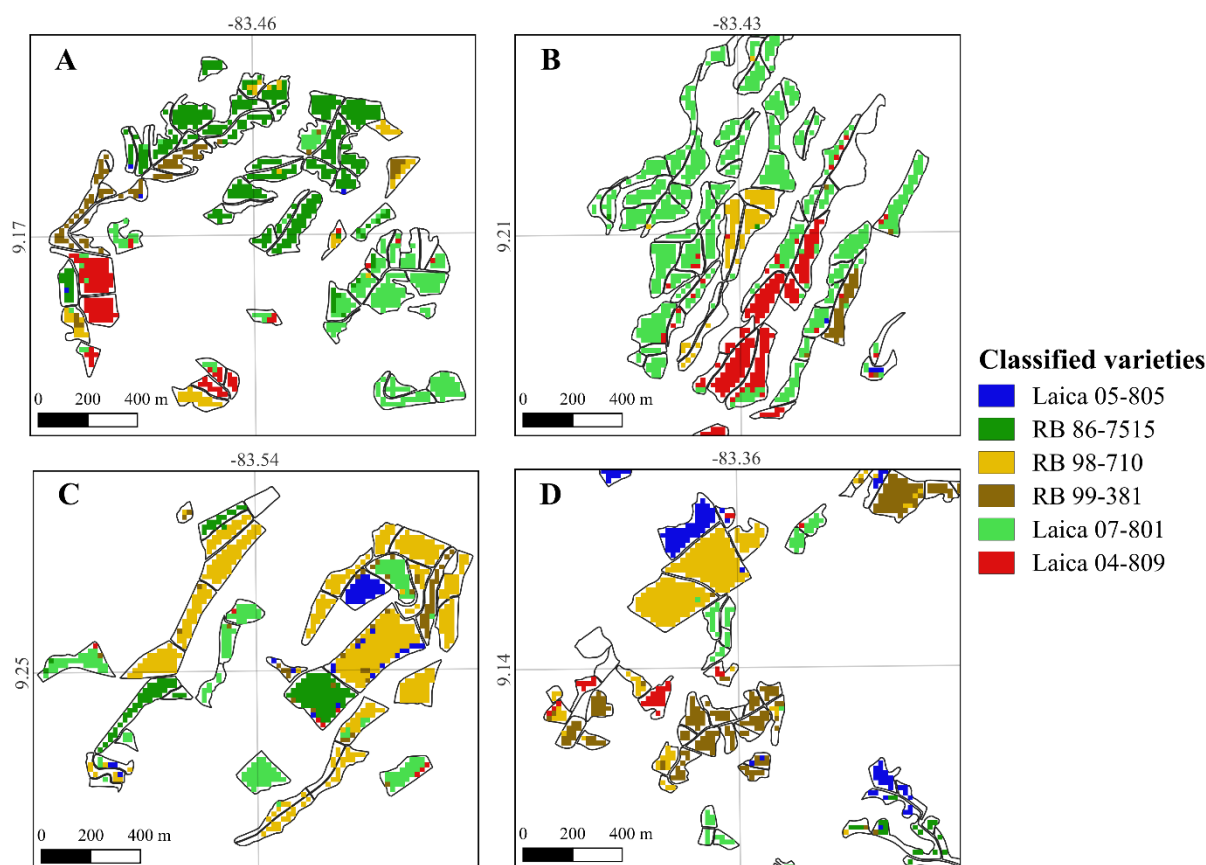 -83.46
-83.43
A
B
9.17
9.21
0 200 400 m
0 200 400 m
-83.54
-83.36
C
D
9.25
9.14
0 200 400 m
0 200 400 m
Classified varieties
Laica 05-805
RB 86-7515
RB 98-710
RB 99-381
Laica 07-801
Laica 04-809